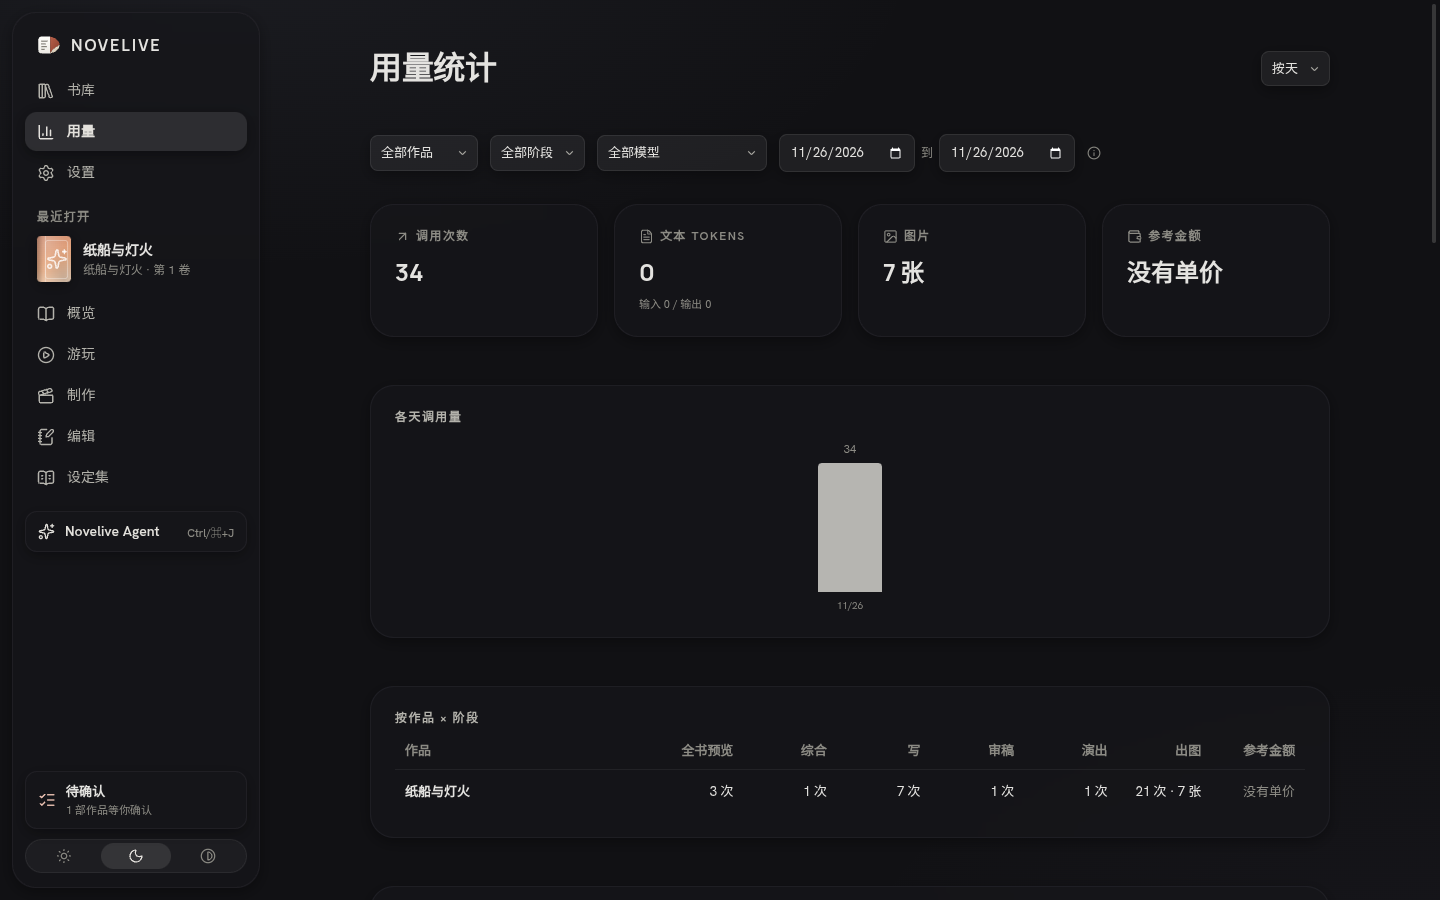 NOVELIVE
书库
用量
设置
最近打开
纸船与灯火
纸船与灯火 · 第 1 卷
概览
游玩
制作
编辑
设定集
Novelive Agent Ctrl/⌘+J
待确认
1 部作品等你确认
用量统计
按天
全部作品 全部阶段 全部模型 11/26/2026 到 11/26/2026
调用次数
34
文本 TOKENS
0
输入 0 / 输出 0
图片
7 张
参考金额
没有单价
各天调用量
34
11/26
按作品 × 阶段
作品 全书预览 综合 写 审稿 演出 出图 参考金额
纸船与灯火 3 次 1 次 7 次 1 次 1 次 21 次 · 7 张 没有单价